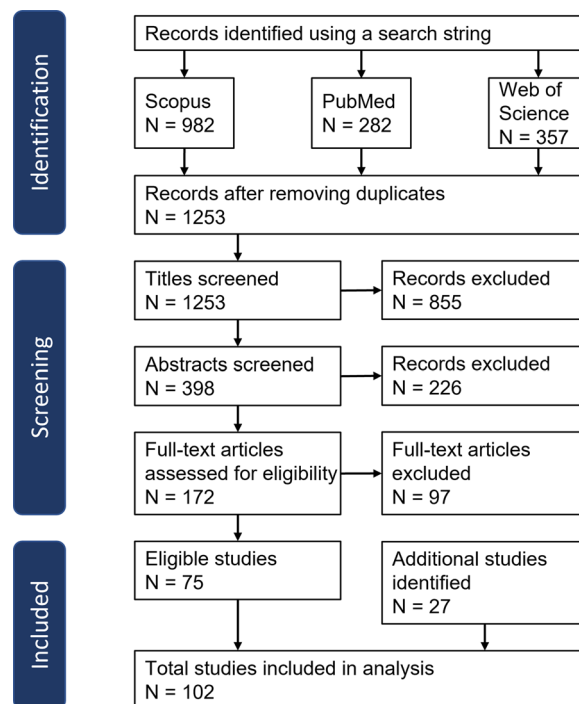 Identification
Records identified using a search string
Scopus
N = 982
PubMed
N = 282
Web of
Science
N = 357
Records after removing duplicates
N = 1253
Screening
Titles screened
N = 1253
Records excluded
N = 855
Abstracts screened
N = 398
Records excluded
N = 226
Full-text articles
assessed for eligibility
N = 172
Full-text articles
excluded
N = 97
Included
Eligible studies
N = 75
Additional studies
identified
N = 27
Total studies included in analysis
N = 102